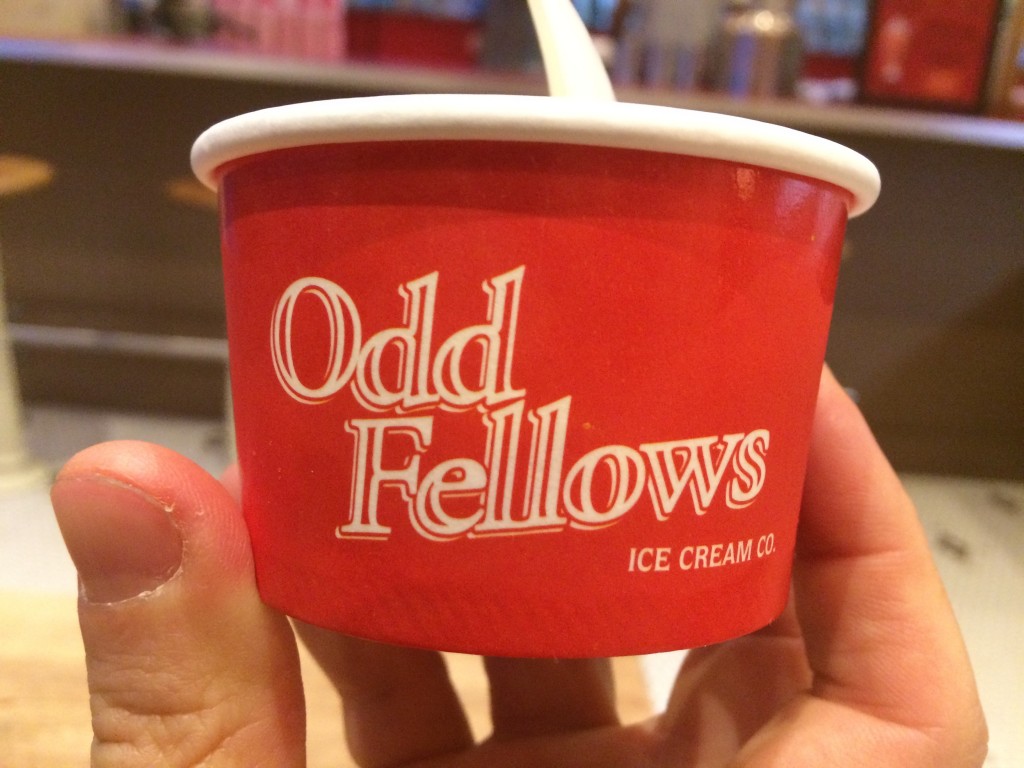 Odd
Fellows
ICE CREAM CO.